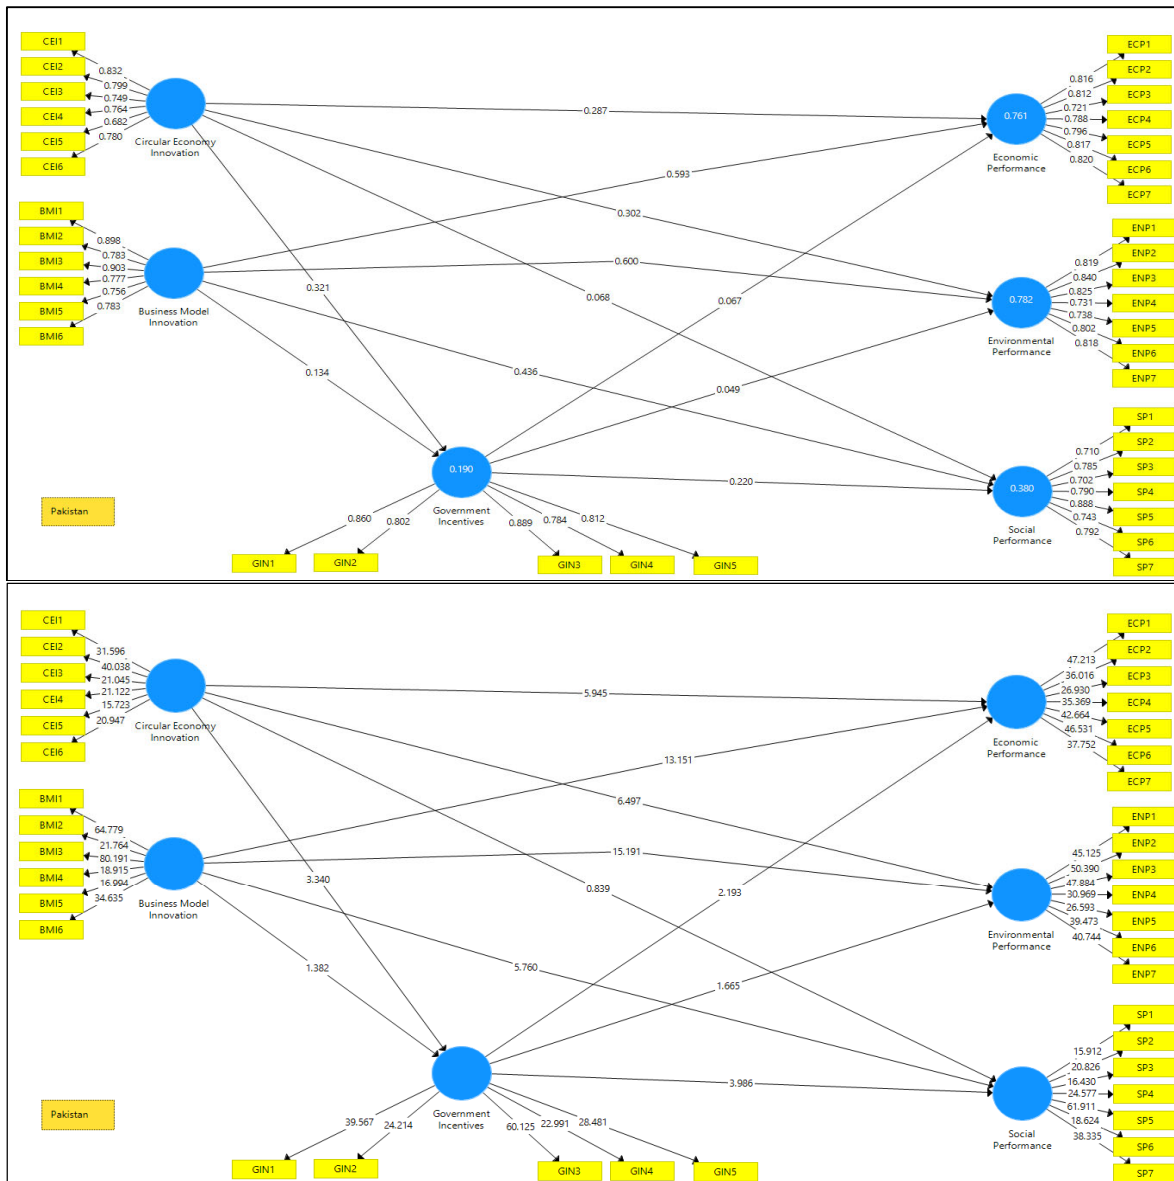 CEI1
CEI2
CEI3
CEI4
CEI5
CEI6
0.832
0.799
0.749
0.764
0.682
0.780
Circular Economy
Innovation
BMI1
BMI2
BMI3
BMI4
BMI5
BMI6
0.898
0.783
0.903
0.777
0.756
0.783
Business Model
Innovation
0.287
0.593
0.302
0.600
0.321
0.068
0.067
0.134
0.436
0.049
0.220
0.190
Government
Incentives
0.860
0.802
0.889
0.784
0.812
GIN1
GIN2
GIN3
GIN4
GIN5
0.761
Economic
Performance
0.816
0.812
0.721
0.788
0.796
0.817
0.820
ECP1
ECP2
ECP3
ECP4
ECP5
ECP6
ECP7
0.782
Environmental
Performance
0.819
0.840
0.825
0.731
0.738
0.802
0.818
ENP1
ENP2
ENP3
ENP4
ENP5
ENP6
ENP7
0.380
Social
Performance
0.710
0.785
0.702
0.790
0.888
0.743
0.792
SP1
SP2
SP3
SP4
SP5
SP6
SP7
Pakistan
CEI1
CEI2
CEI3
CEI4
CEI5
CEI6
31.596
40.038
21.045
21.122
15.723
20.947
Circular Economy
Innovation
BMI1
BMI2
BMI3
BMI4
BMI5
BMI6
64.779
21.764
80.191
18.915
16.994
34.635
Business Model
Innovation
5.945
13.151
6.497
15.191
3.340
0.839
2.193
1.382
5.760
1.665
3.986
Government
Incentives
39.567
24.214
60.125
22.991
28.481
GIN1
GIN2
GIN3
GIN4
GIN5
Economic
Performance
47.213
36.016
26.930
35.369
42.664
46.531
37.752
ECP1
ECP2
ECP3
ECP4
ECP5
ECP6
ECP7
Environmental
Performance
45.125
50.390
47.884
30.969
26.593
39.473
40.744
ENP1
ENP2
ENP3
ENP4
ENP5
ENP6
ENP7
Social
Performance
15.912
20.826
16.430
24.577
61.911
18.624
38.335
SP1
SP2
SP3
SP4
SP5
SP6
SP7
Pakistan